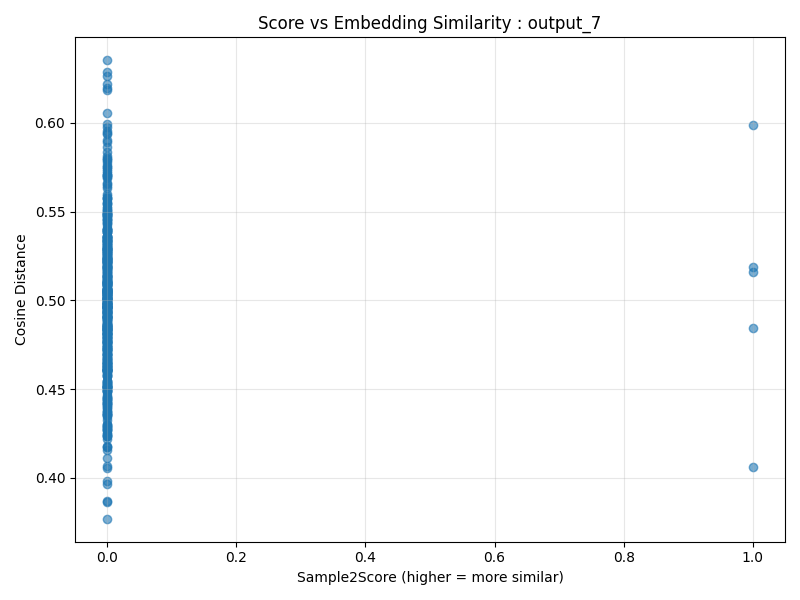 Score vs Embedding Similarity : output_7
Cosine Distance
0.60
0.55
0.50
0.45
0.40
0.0 0.2 0.4 0.6 0.8 1.0
Sample2Score (higher = more similar)